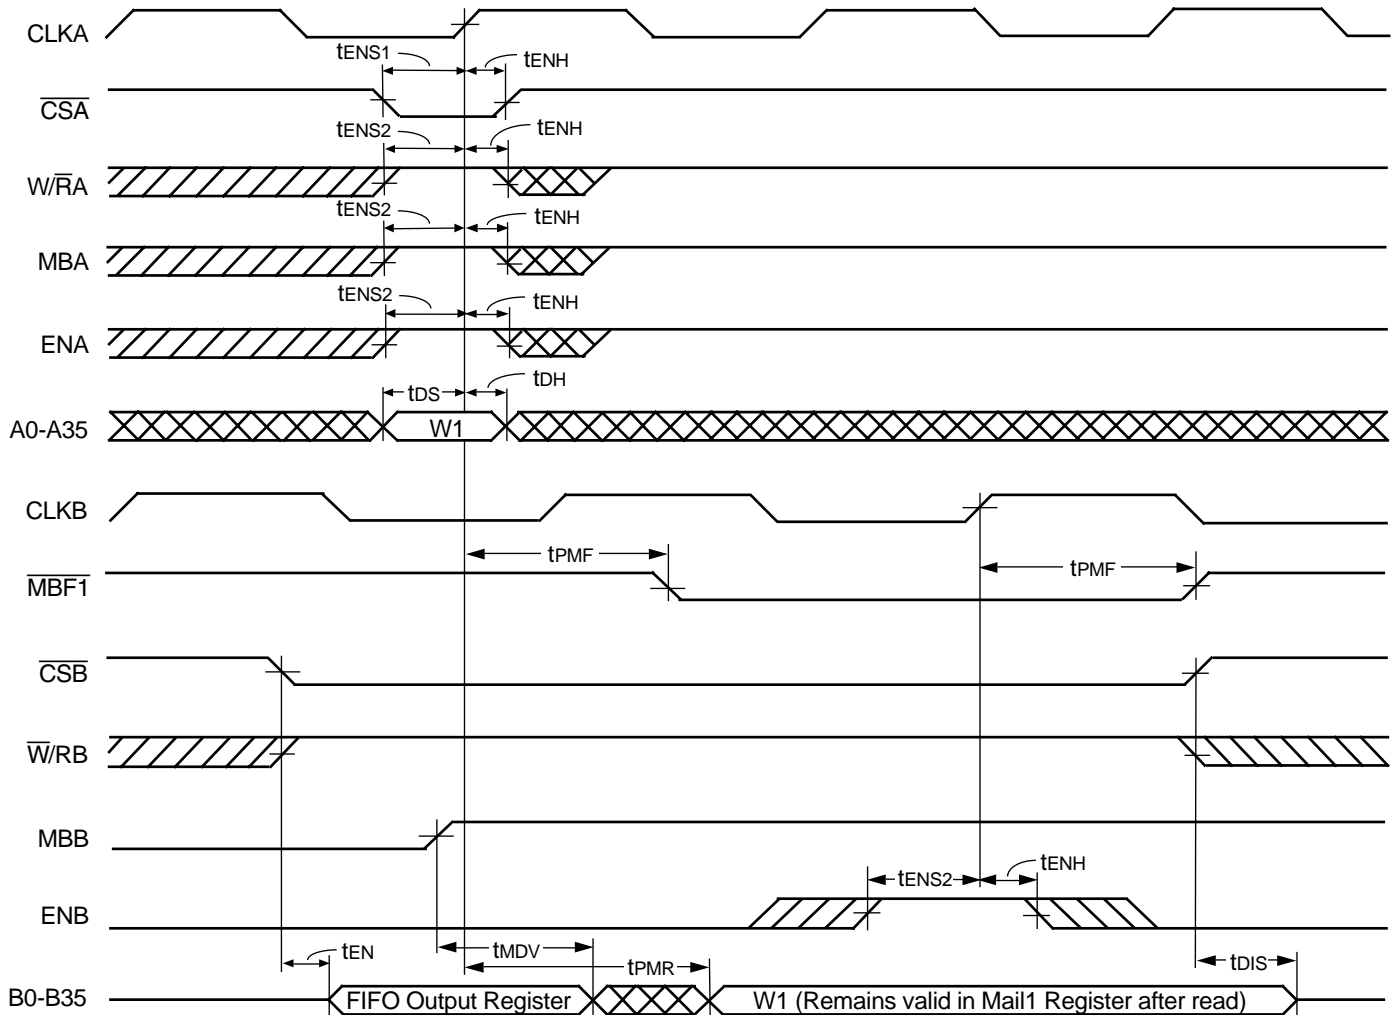 CLKA
tENS1
tENH
CSA
tENS2
tENH
W/RA
tENS2
tENH
MBA
tENS2
tENH
ENA
tDS
tDH
A0-A35
W1
CLKB
tPMF
MBF1
tPMF
CSB
W/RB
MBB
tENS2
tENH
ENB
tEN
tMDV
tPMR
tDIS
B0-B35
FIFO Output Register
W1 (Remains valid in Mail1 Register after read)